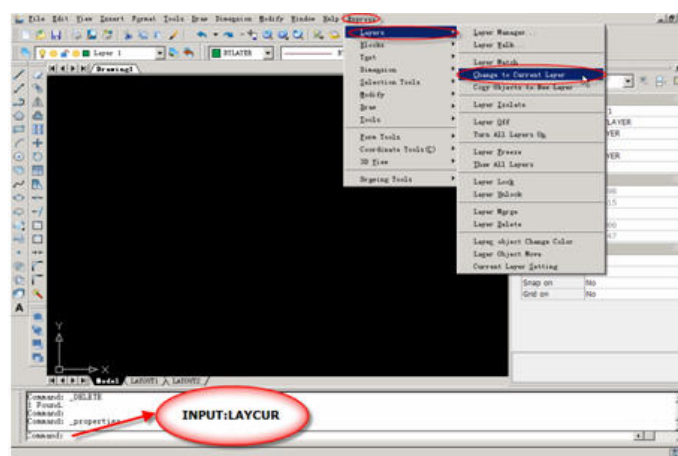 File Edit View Insert Format Tools Draw Dimension Modify Window Help Express
Layer 1
BYLAYER
Drawing1
Layers
Blocks
Text
Dimension
Selection Tools
Modify
Draw
Tools
Form Tools
Coordinate Tools(C)
3D View
Drawing Tools
Layer Manager...
Layer Walk...
Layer Match
Change to Current Layer
Copy Objects to New Layer
Layer Isolate
Layer Off
Turn All Layers On
Layer Freeze
Thaw All Layers
Layer Lock
Layer Unlock
Layer Merge
Layer Delete
Layer object Change Color
Layer Object Move
Current Layer Setting
Snap on No
Grid on No
A
Y
X
Model LAYOUT1 LAYOUT2
Command: _DELETE
1 Found.
Command:
Command: _properties
Command:
INPUT:LAYCUR